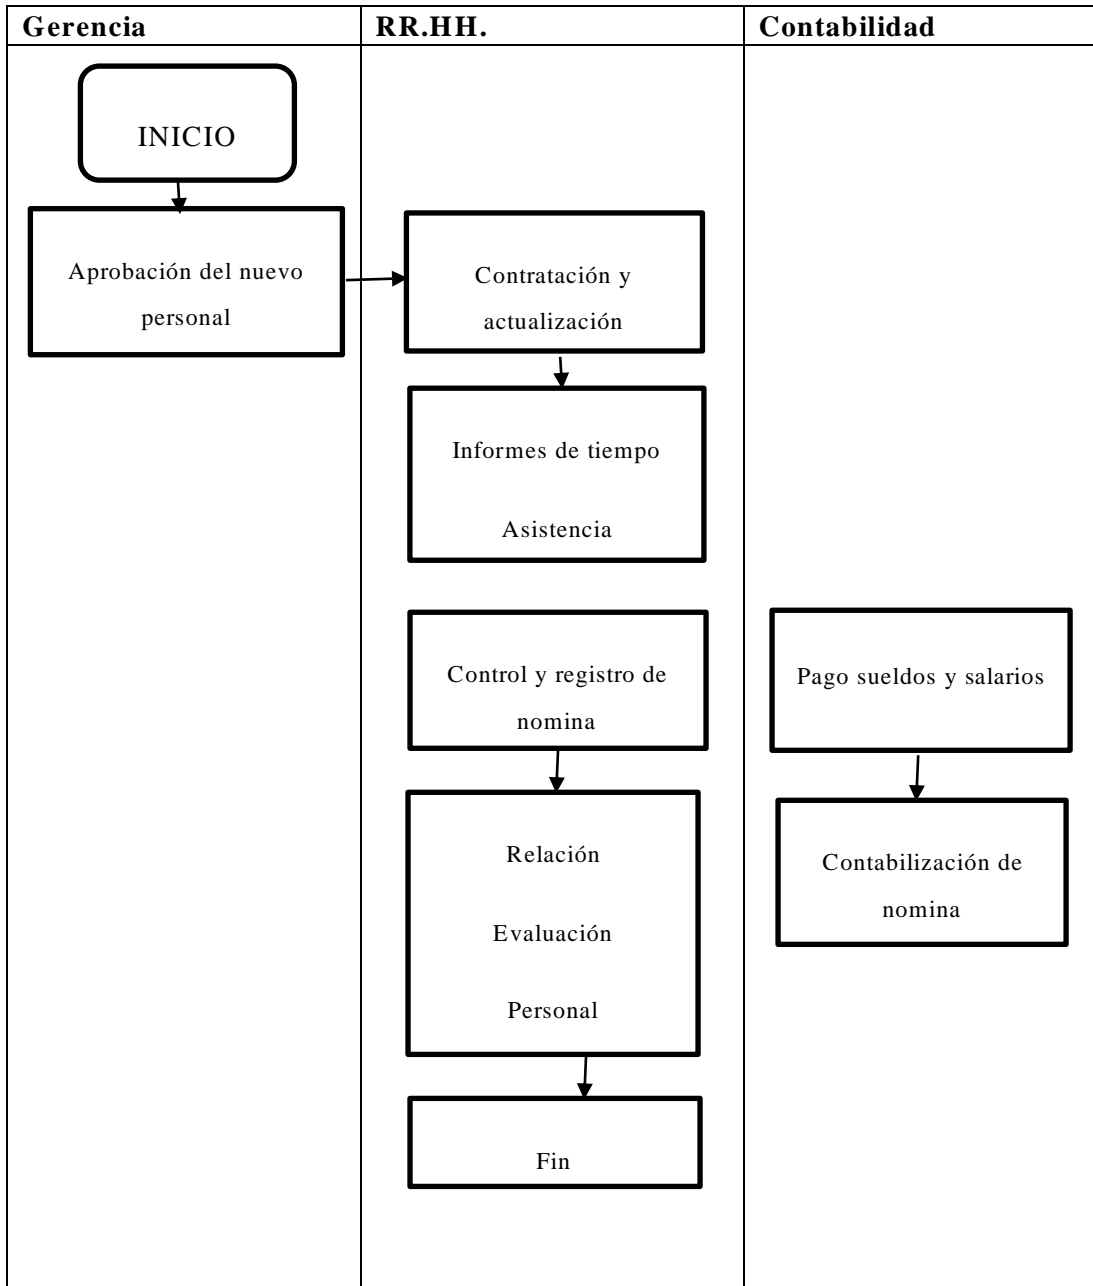 Gerencia
RR.HH.
Contabilidad
INICIO
Aprobación del nuevo
personal
Contratación y
actualización
Informes de tiempo
Asistencia
Control y registro de
nomina
Pago sueldos y salarios
Relación
Evaluación
Personal
Contabilización de
nomina
Fin